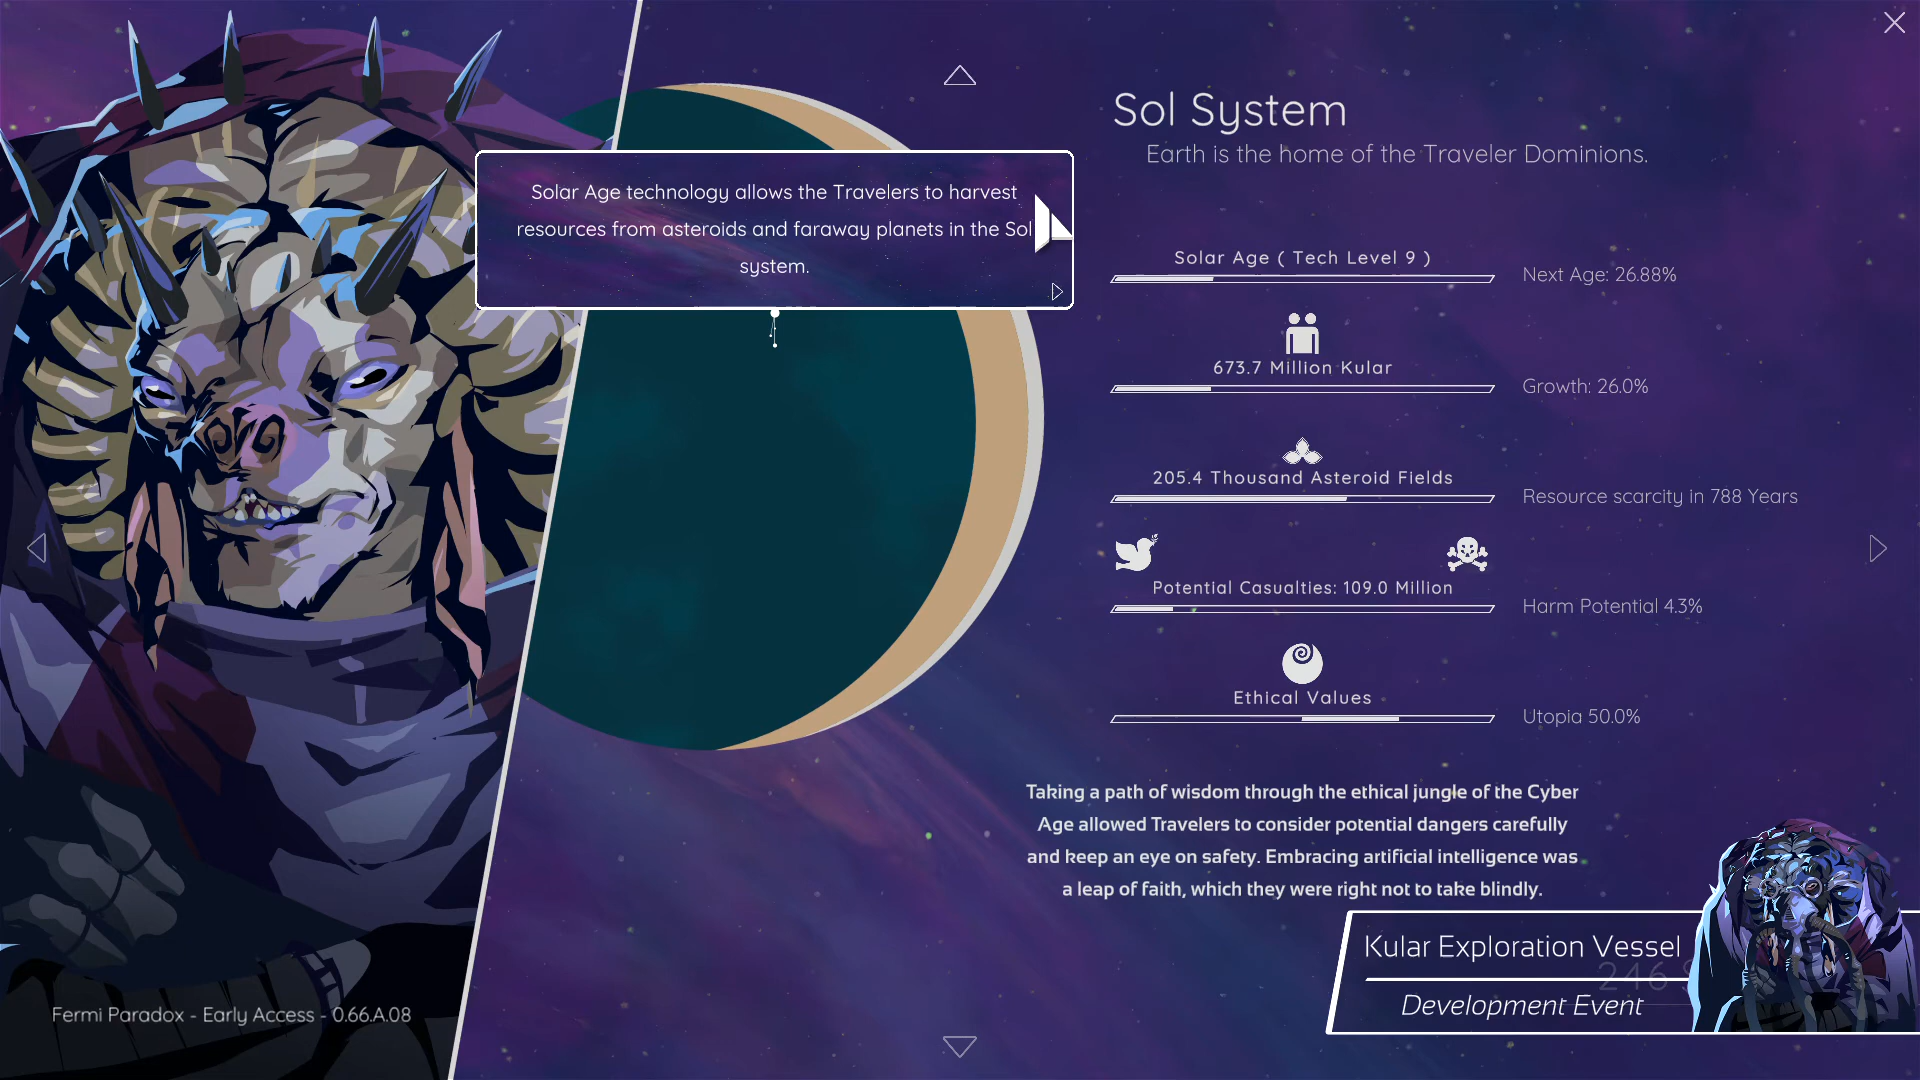 Sol System
Earth is the home of the Traveler Dominions.
Solar Age technology allows the Travelers to harvest
resources from asteroids and faraway planets in the Sol
system.
Solar Age ( Tech Level 9 )
Next Age: 26.88%
673.7 Million Kular
Growth: 26.0%
205.4 Thousand Asteroid Fields
Resource scarcity in 788 Years
Potential Casualties: 109.0 Million
Harm Potential 4.3%
Ethical Values
Utopia 50.0%
Taking a path of wisdom through the ethical jungle of the Cyber
Age allowed Travelers to consider potential dangers carefully
and keep an eye on safety. Embracing artificial intelligence was
a leap of faith, which they were right not to take blindly.
Kular Exploration Vessel
246
Development Event
Fermi Paradox - Early Access - 0.66.A.08